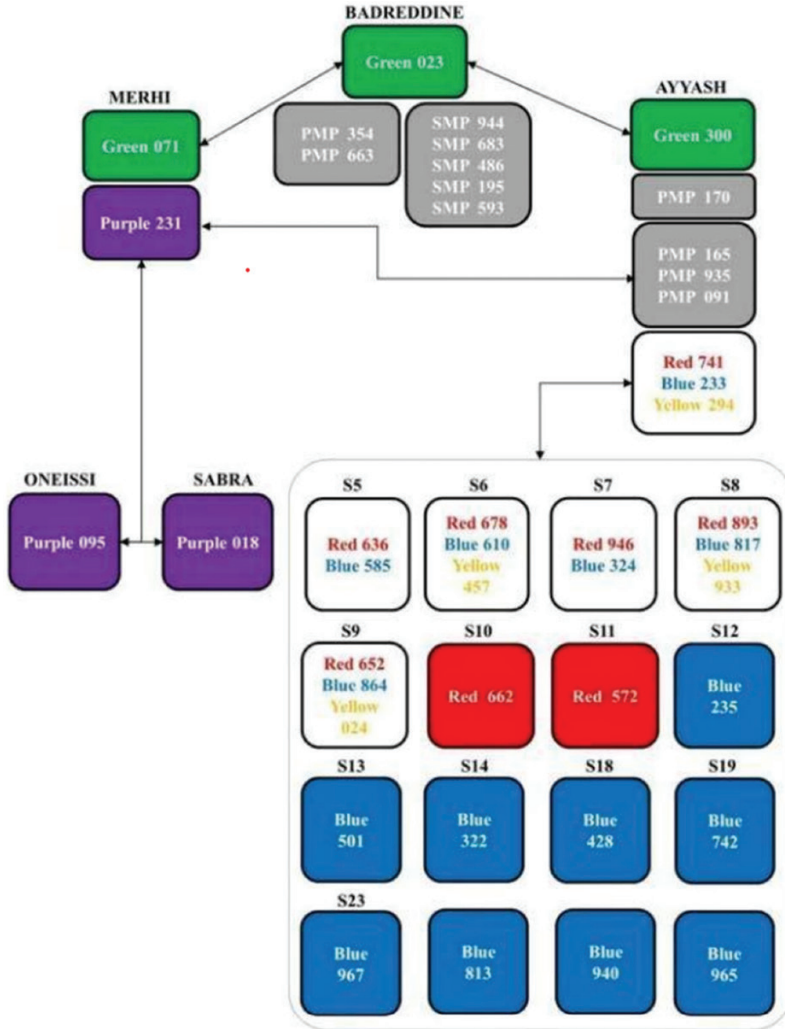 BADREDDINE
Green 023
MERHI
AYYASH
Green 071
PMP 354
PMP 663
SMP 944
SMP 683
SMP 486
SMP 195
SMP 593
Green 300
Purple 231
PMP 170
PMP 165
PMP 935
PMP 091
Red 741
Blue 233
Yellow 294
ONEISSI
SABRA
Purple 095
Purple 018
S5
S6
S7
S8
Red 636
Blue 585
Red 678
Blue 610
Yellow
457
Red 946
Blue 324
Red 893
Blue 817
Yellow
933
S9
S10
S11
S12
Red 652
Blue 864
Yellow
024
Red 662
Red 572
Blue
235
S13
S14
S18
S19
Blue
501
Blue
322
Blue
428
Blue
742
S23
Blue
967
Blue
813
Blue
940
Blue
965